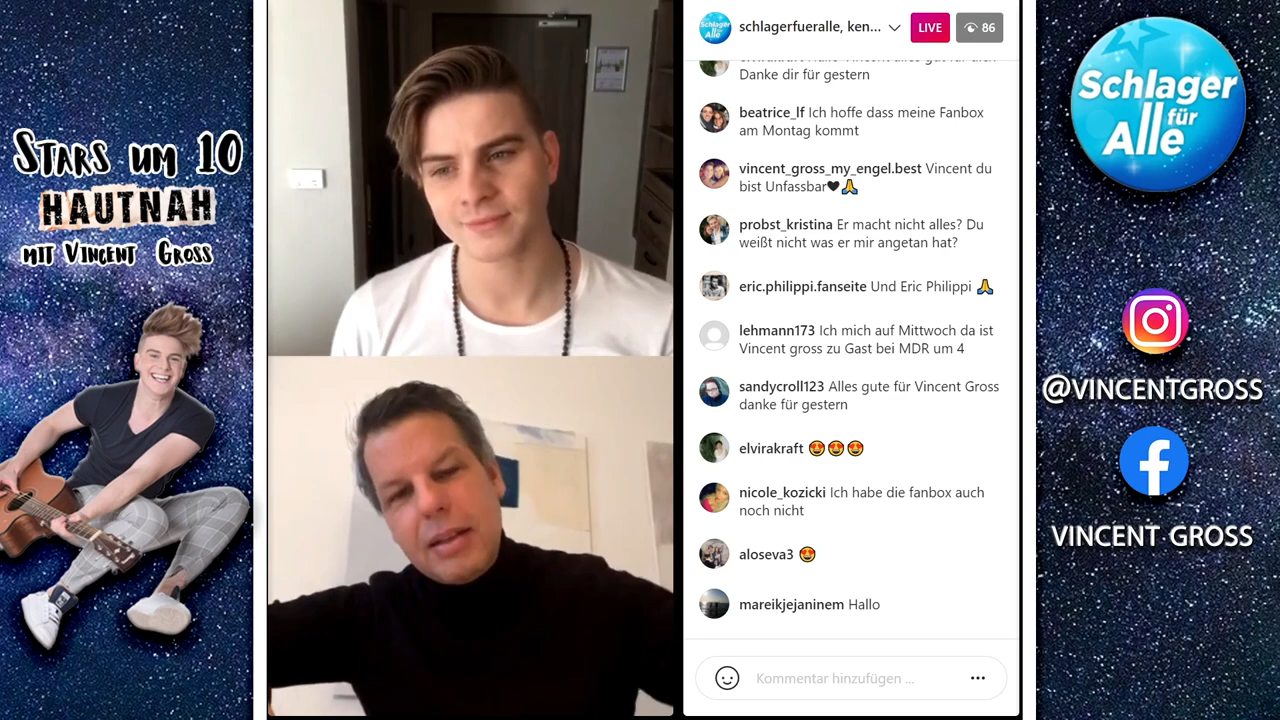 STARS UM 10
HAUTNAH
MIT VINCENT GROSS
schlagerfueralle, ken...
LIVE
86
Danke dir für gestern
beatrice_lf Ich hoffe dass meine Fanbox
am Montag kommt
vincent_gross_my_engel.best Vincent du
bist Unfassbar🖤🙏
probst_kristina Er macht nicht alles? Du
weißt nicht was er mir angetan hat?
eric.philippi.fanseite Und Eric Philippi 🙏
lehmann173 Ich mich auf Mittwoch da ist
Vincent gross zu Gast bei MDR um 4
sandycroll123 Alles gute für Vincent Gross
danke für gestern
elvirakraft 😍😍😍
nicole_kozicki Ich habe die fanbox auch
noch nicht
aloseva3 😍
mareikjejaninem Hallo
Kommentar hinzufügen ...
Schlager
für
Alle
@VINCENTGROSS
VINCENT GROSS